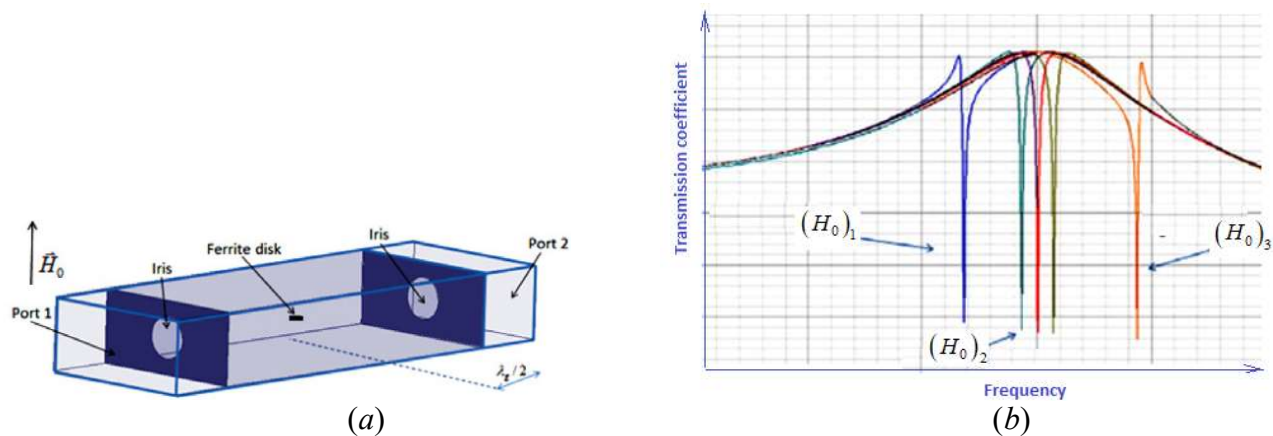 H⃗₀
Port 1
Iris
Ferrite disk
Iris
Port 2
λg/2
(a)
Transmission coefficient
(H₀)₁
(H₀)₂
(H₀)₃
Frequency
(b)